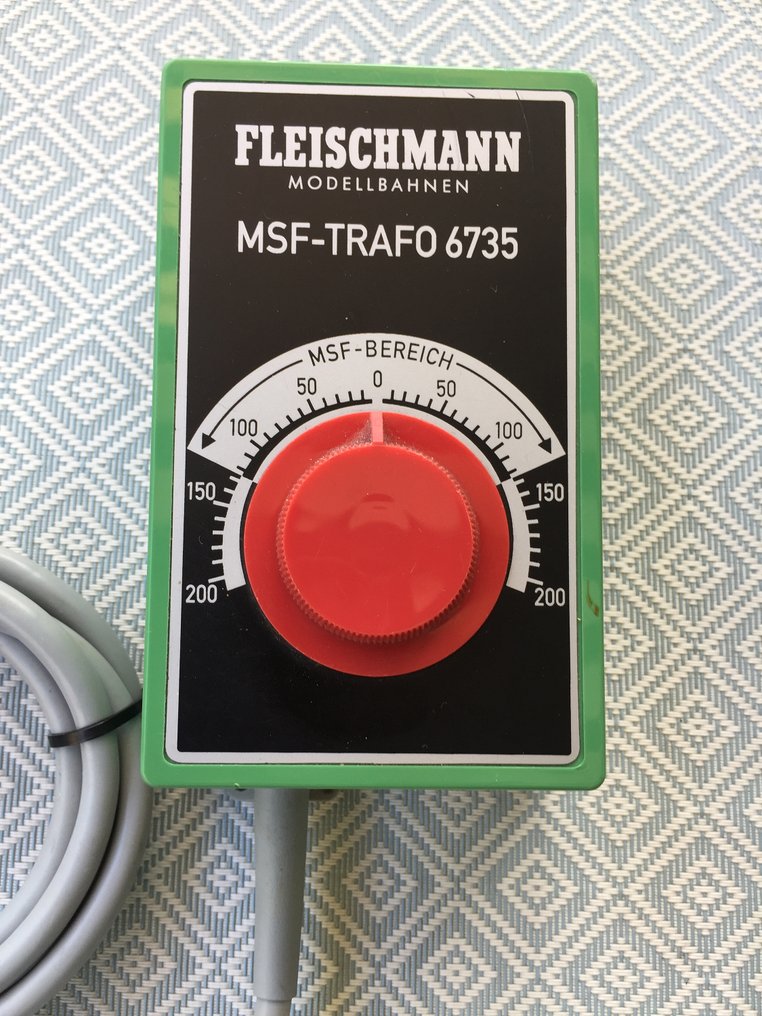 FLEISCHMANN
MODELLBAHNEN
MSF-TRAFO 6735
MSF-BEREICH
50 0 50
100 100
150 150
200 200